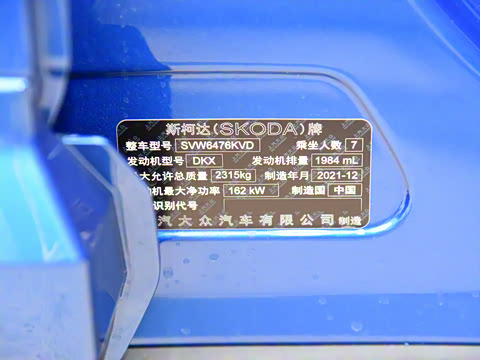 斯柯达(SKODA)牌
整车型号 SVW6476KVD 乘坐人数 7
发动机型号 DKX 发动机排量 1984 mL
大允许总质量 2315kg 制造年月 2021-12
动机最大净功率 162 kW 制造国 中国
识别代号
汽大众汽车有限公司 制造